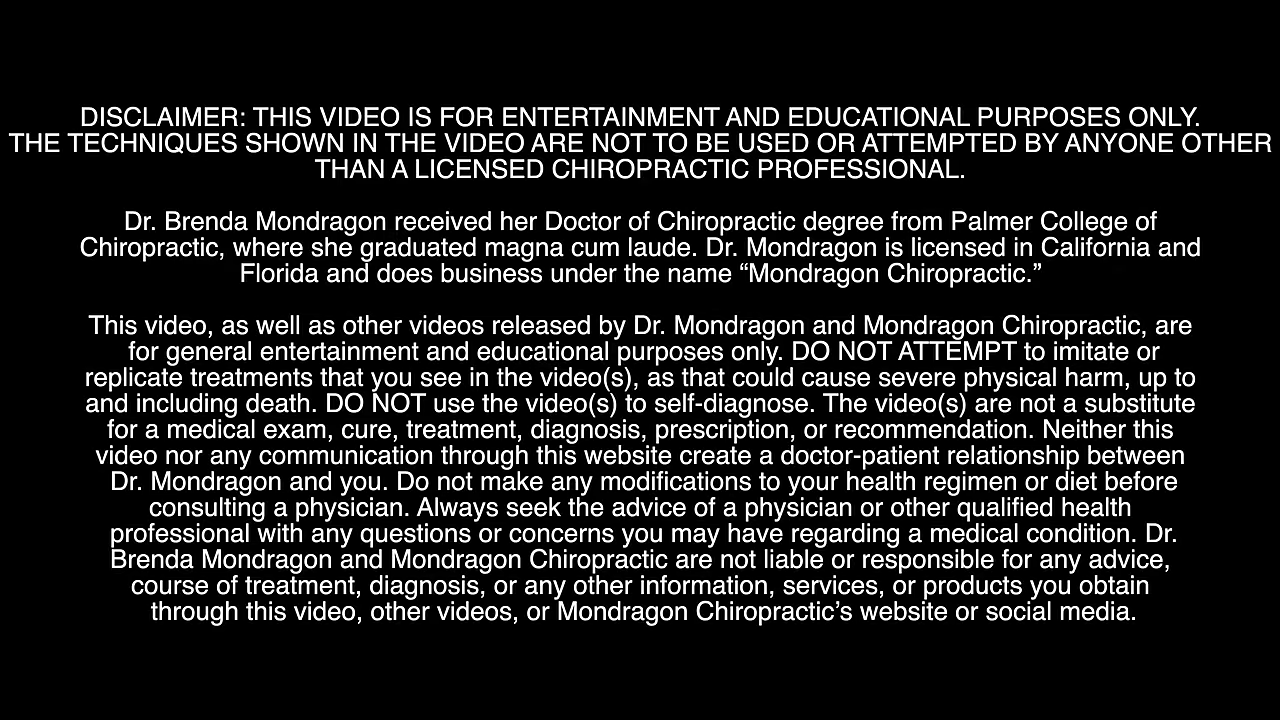 DISCLAIMER: THIS VIDEO IS FOR ENTERTAINMENT AND EDUCATIONAL PURPOSES ONLY.
THE TECHNIQUES SHOWN IN THE VIDEO ARE NOT TO BE USED OR ATTEMPTED BY ANYONE OTHER
THAN A LICENSED CHIROPRACTIC PROFESSIONAL.
Dr. Brenda Mondragon received her Doctor of Chiropractic degree from Palmer College of
Chiropractic, where she graduated magna cum laude. Dr. Mondragon is licensed in California and
Florida and does business under the name “Mondragon Chiropractic.”
This video, as well as other videos released by Dr. Mondragon and Mondragon Chiropractic, are
for general entertainment and educational purposes only. DO NOT ATTEMPT to imitate or
replicate treatments that you see in the video(s), as that could cause severe physical harm, up to
and including death. DO NOT use the video(s) to self-diagnose. The video(s) are not a substitute
for a medical exam, cure, treatment, diagnosis, prescription, or recommendation. Neither this
video nor any communication through this website create a doctor-patient relationship between
Dr. Mondragon and you. Do not make any modifications to your health regimen or diet before
consulting a physician. Always seek the advice of a physician or other qualified health
professional with any questions or concerns you may have regarding a medical condition. Dr.
Brenda Mondragon and Mondragon Chiropractic are not liable or responsible for any advice,
course of treatment, diagnosis, or any other information, services, or products you obtain
through this video, other videos, or Mondragon Chiropractic’s website or social media.